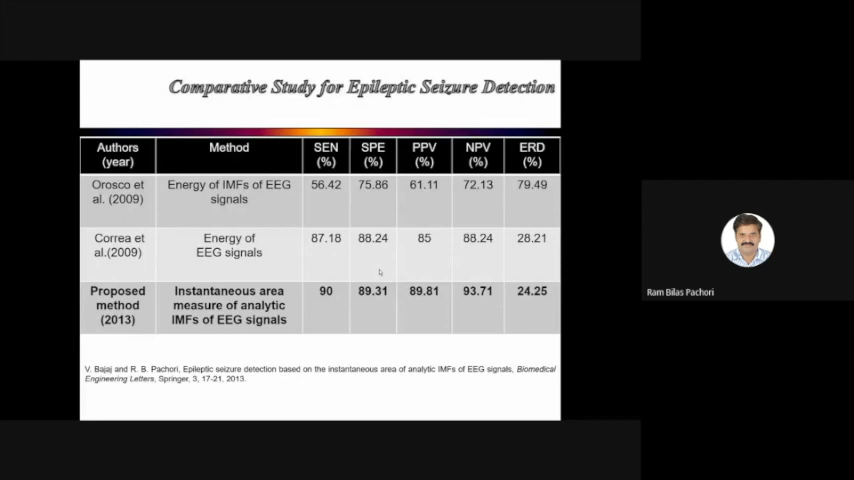 Comparative Study for Epileptic Seizure Detection
Authors (year) Method SEN (%) SPE (%) PPV (%) NPV (%) ERD (%)
Orosco et al. (2009) Energy of IMFs of EEG signals 56.42 75.86 61.11 72.13 79.49
Correa et al.(2009) Energy of EEG signals 87.18 88.24 85 88.24 28.21
Proposed method (2013) Instantaneous area measure of analytic IMFs of EEG signals 90 89.31 89.81 93.71 24.25
V. Bajaj and R. B. Pachori, Epileptic seizure detection based on the instantaneous area of analytic IMFs of EEG signals, Biomedical
Engineering Letters, Springer, 3, 17-21, 2013.
Ram Bilas Pachori